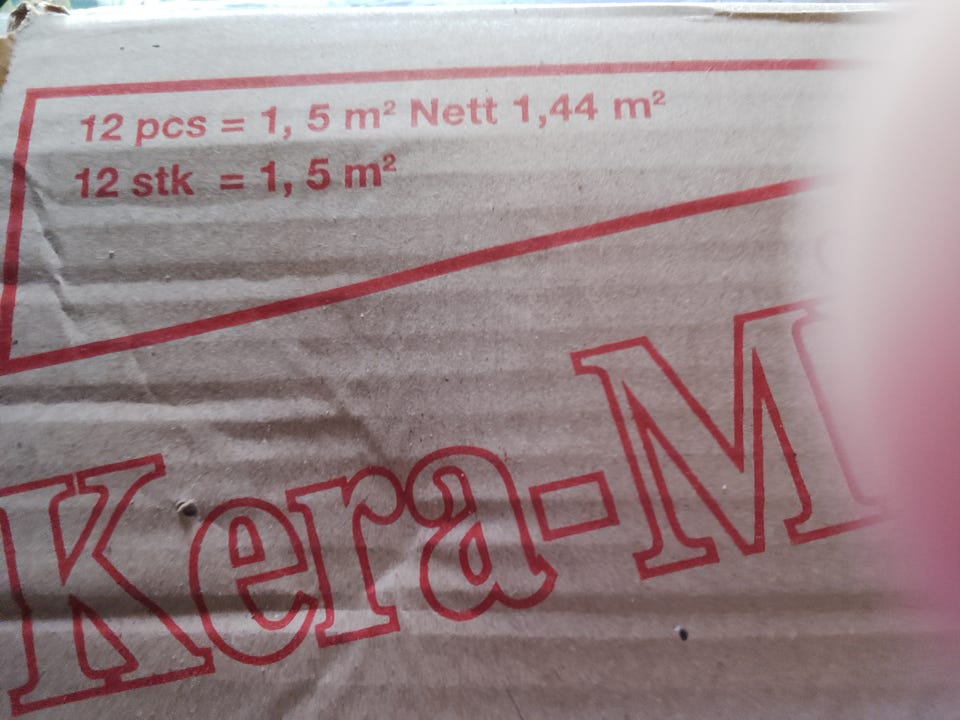 12 pcs = 1, 5 m² Nett 1,44 m²
12 stk = 1, 5 m²
Kera-M